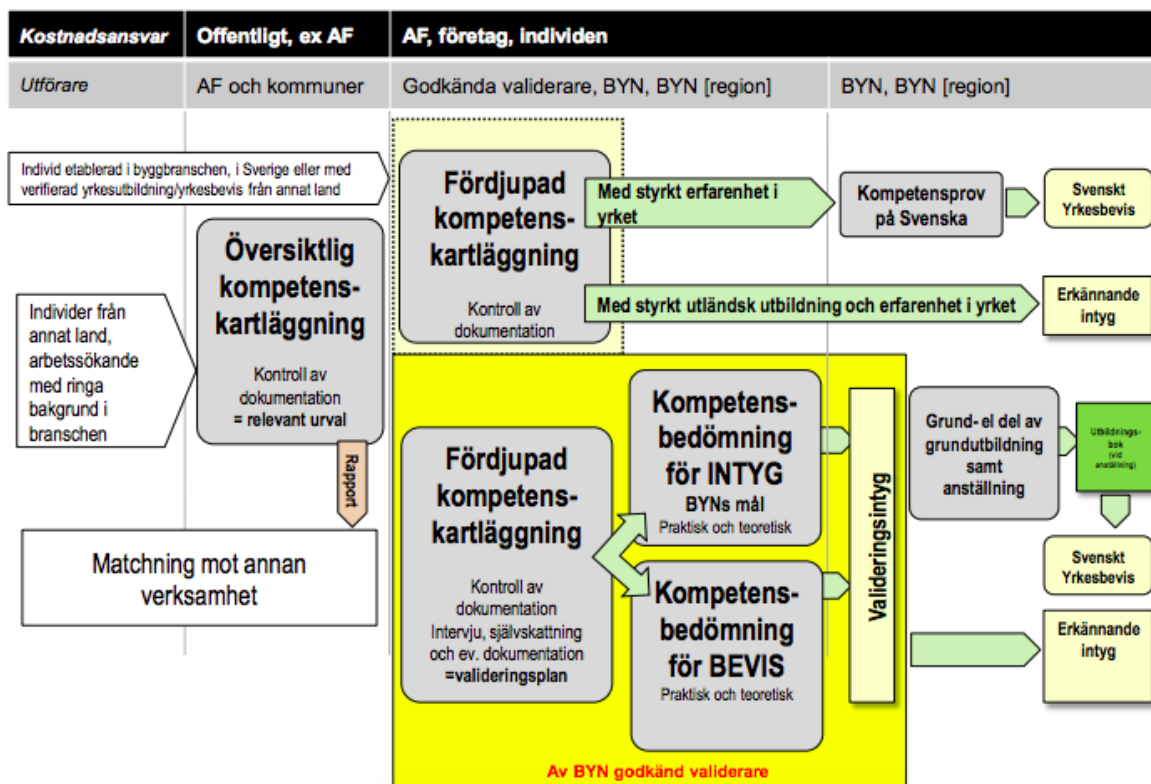 Kostnadsansvar
Offentligt, ex AF
AF, företag, individen
Utförare
AF och kommuner
Godkända validerare, BYN, BYN [region]
BYN, BYN [region]
Individ etablerad i byggbranschen, i Sverige eller med
verifierad yrkesutbildning/yrkesbevis från annat land
Fördjupad
kompetens-
kartläggning
Kontroll av
dokumentation
Med styrkt erfarenhet i
yrket
Kompetensprov
på Svenska
Svenskt
Yrkesbevis
Med styrkt utländsk utbildning och erfarenhet i yrket
Erkännande
intyg
Individer från
annat land,
arbetssökande
med ringa
bakgrund i
branschen
Översiktlig
kompetens-
kartläggning
Kontroll av
dokumentation
= relevant urval
Rapport
Matchning mot annan
verksamhet
Fördjupad
kompetens-
kartläggning
Kontroll av
dokumentation
Intervju, självskattning
och ev. dokumentation
=valideringsplan
Kompetens-
bedömning
för INTYG
BYNs mål
Praktisk och teoretisk
Kompetens-
bedömning
för BEVIS
Praktisk och teoretisk
Valideringsintyg
Grund- el del av
grundutbildning
samt
anställning
Utbildnings-
bok
(vid
anställning)
Svenskt
Yrkesbevis
Erkännande
intyg
Av BYN godkänd validerare